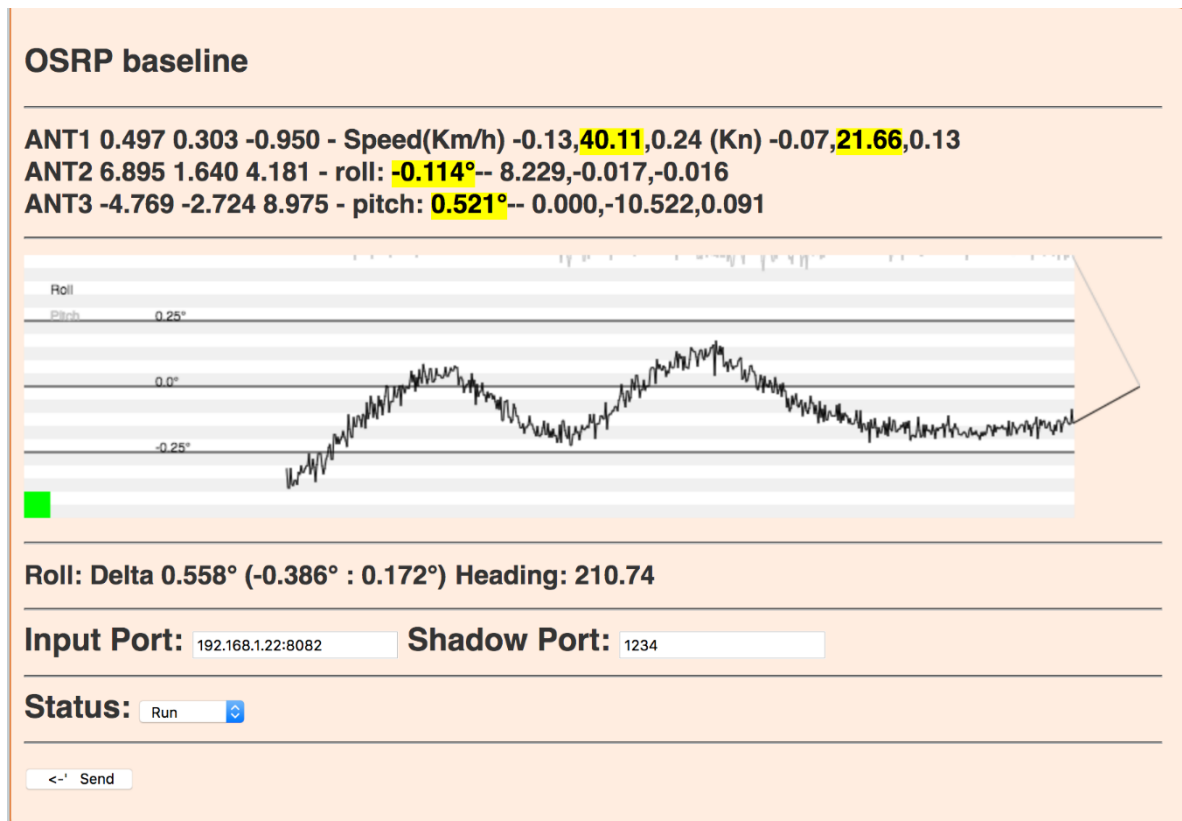 OSRP baseline
ANT1 0.497 0.303 -0.950 - Speed(Km/h) -0.13,40.11,0.24 (Kn) -0.07,21.66,0.13
ANT2 6.895 1.640 4.181 - roll: -0.114°-- 8.229,-0.017,-0.016
ANT3 -4.769 -2.724 8.975 - pitch: 0.521°-- 0.000,-10.522,0.091
Roll
Pitch 0.25°
0.0°
-0.25°
Roll: Delta 0.558° (-0.386° : 0.172°) Heading: 210.74
Input Port: 192.168.1.22:8082 Shadow Port: 1234
Status: Run
<-' Send